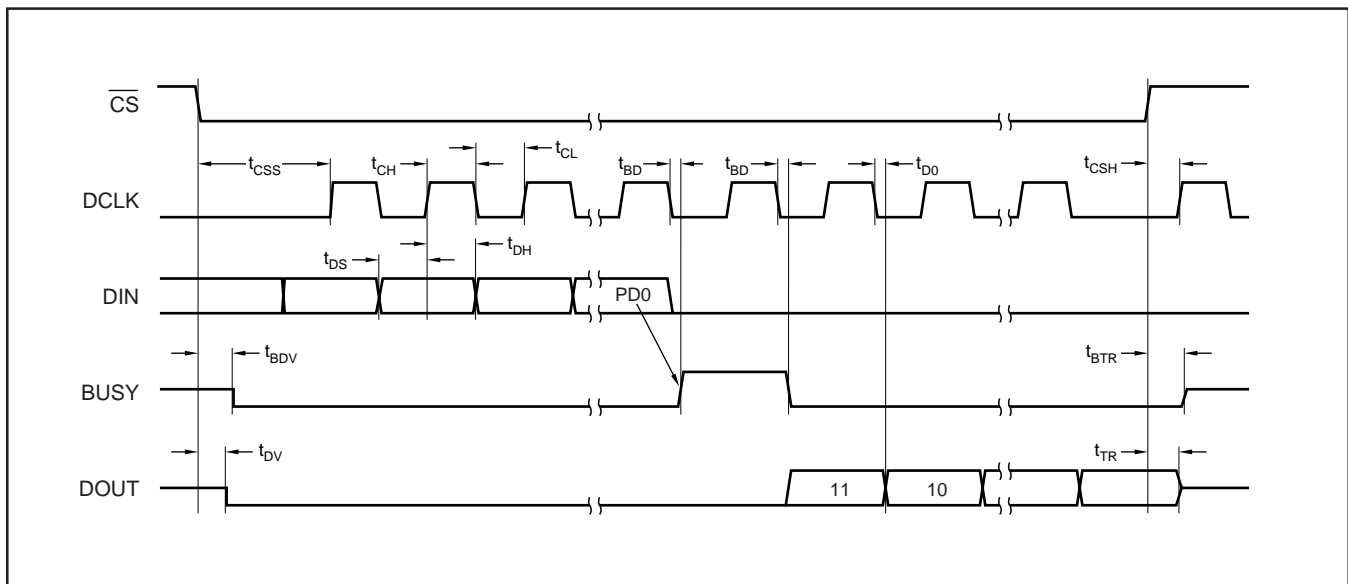 CS
tCSS tCH tCL tBD tBD tD0 tCSH
DCLK
tDS tDH
DIN
PD0
tBDV tBTR
BUSY
tDV tTR
DOUT 11 10